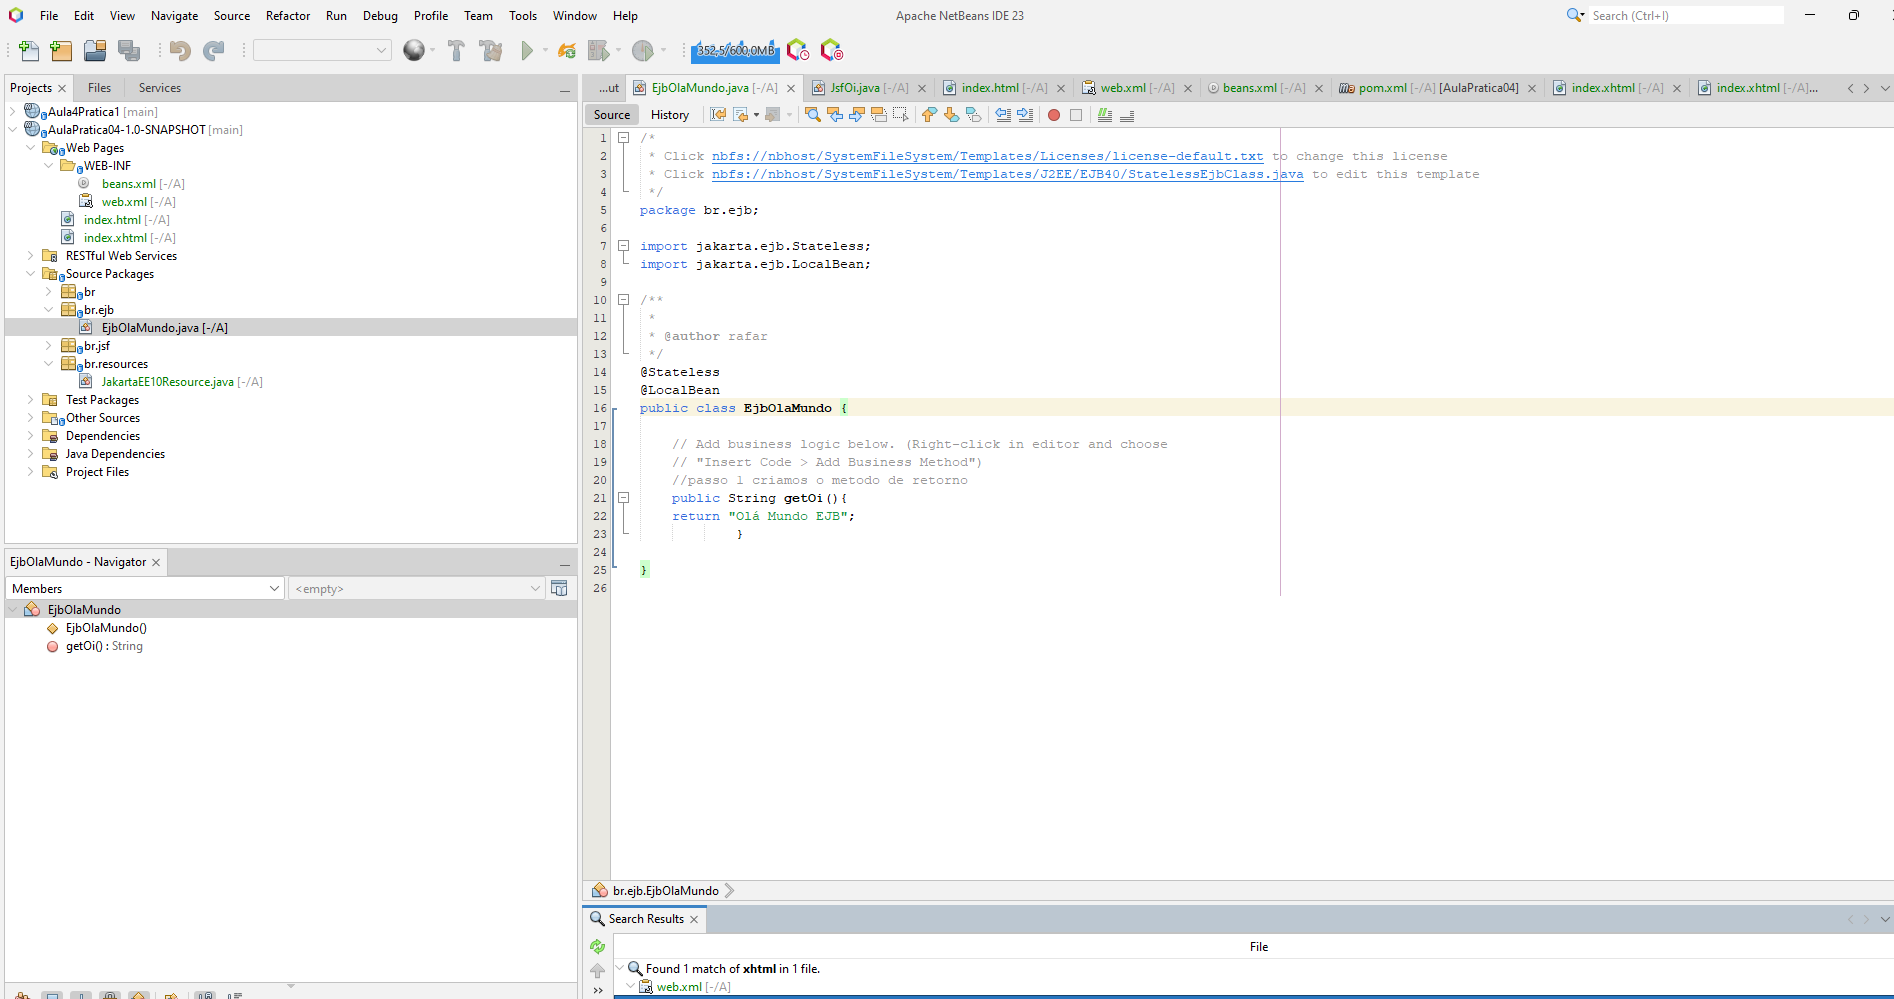 File Edit View Navigate Source Refactor Run Debug Profile Team Tools Window Help
Apache NetBeans IDE 23
Search (Ctrl+I)
352,5/600,0MB
Projects
Files
Services
Aula4Pratica1 [main]
AulaPratica04-1.0-SNAPSHOT [main]
Web Pages
WEB-INF
beans.xml [-/A]
web.xml [-/A]
index.html [-/A]
index.xhtml [-/A]
RESTful Web Services
Source Packages
br
br.ejb
EjbOlaMundo.java [-/A]
br.jsf
br.resources
JakartaEE10Resource.java [-/A]
Test Packages
Other Sources
Dependencies
Java Dependencies
Project Files
EjbOlaMundo - Navigator
Members
<empty>
EjbOlaMundo
EjbOlaMundo()
getOi() : String
...ut EjbOlaMundo.java [-/A] JsfOi.java [-/A] index.html [-/A] web.xml [-/A] beans.xml [-/A] pom.xml [-/A] [AulaPratica04] index.xhtml [-/A] index.xhtml [-/A]...
Source History
1 /*
2 * Click nbfs://nbhost/SystemFileSystem/Templates/Licenses/license-default.txt to change this license
3 * Click nbfs://nbhost/SystemFileSystem/Templates/J2EE/EJB40/StatelessEjbClass.java to edit this template
4 */
5 package br.ejb;
6
7 import jakarta.ejb.Stateless;
8 import jakarta.ejb.LocalBean;
9
10 /**
11 *
12 * @author rafar
13 */
14 @Stateless
15 @LocalBean
16 public class EjbOlaMundo {
17
18 // Add business logic below. (Right-click in editor and choose
19 // "Insert Code > Add Business Method")
20 //passo 1 criamos o metodo de retorno
21 public String getOi(){
22 return "Olá Mundo EJB";
23 }
24
25 }
26
br.ejb.EjbOlaMundo
Search Results
File
Found 1 match of xhtml in 1 file.
web.xml [-/A]